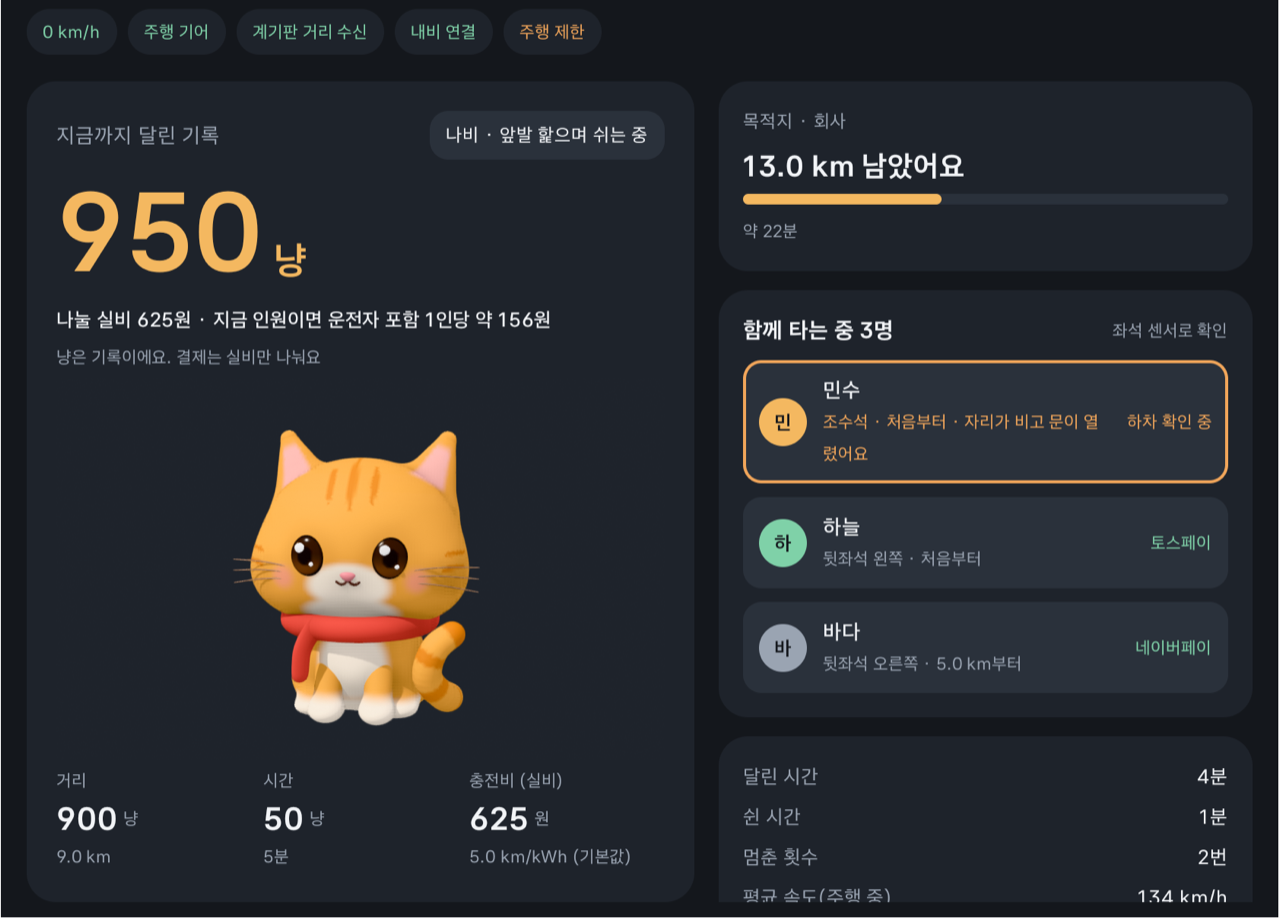 0 km/h
주행 기어
계기판 거리 수신
내비 연결
주행 제한
지금까지 달린 기록
나비 · 앞발 핥으며 쉬는 중
950 냥
나눌 실비 625원 · 지금 인원이면 운전자 포함 1인당 약 156원
냥은 기록이에요. 결제는 실비만 나눠요
거리
900 냥
9.0 km
시간
50 냥
5분
충전비 (실비)
625 원
5.0 km/kWh (기본값)
목적지 · 회사
13.0 km 남았어요
약 22분
함께 타는 중 3명
좌석 센서로 확인
민
민수
조수석 · 처음부터 · 자리가 비고 문이 열
렸어요
하차 확인 중
하
하늘
뒷좌석 왼쪽 · 처음부터
토스페이
바
바다
뒷좌석 오른쪽 · 5.0 km부터
네이버페이
달린 시간
4분
쉰 시간
1분
멈춘 횟수
2번
평균 속도(주행 중)
134 km/h